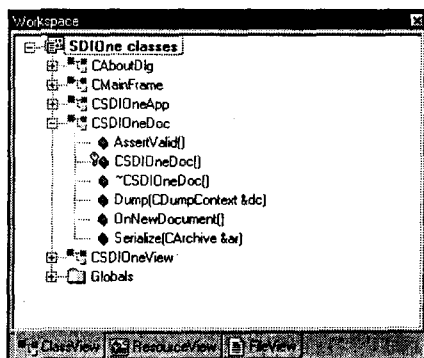 Workspace
SDIOne classes
CAboutDlg
CMainFrame
CSDIOneApp
CSDIOneDoc
AssertValid()
CSDIOneDoc()
~CSDIOneDoc()
Dump(CDumpContext &dc)
OnNewDocument()
Serialize(CArchive &ar)
CSDIOneView
Globals
ClassView ResourceView FileView